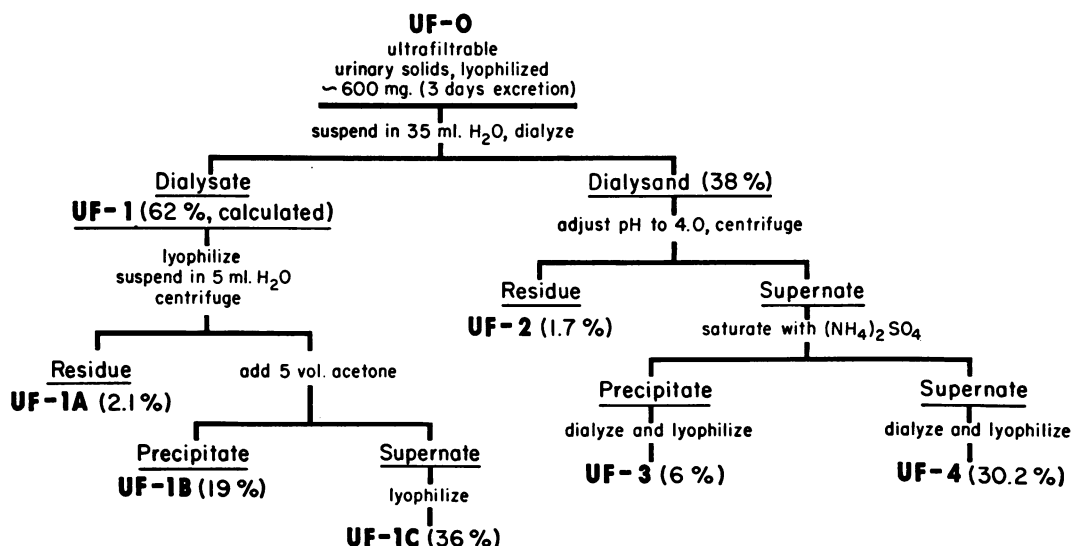 UF-0
ultrafiltrable
urinary solids, lyophilized
~600 mg. (3 days excretion)
suspend in 35 ml. H₂O, dialyze
Dialysate
UF-1 (62 %, calculated)
lyophilize
suspend in 5 ml. H₂O
centrifuge
Residue
UF-1A (2.1 %)
add 5 vol. acetone
Precipitate
UF-1B (19 %)
Supernate
lyophilize
UF-1C (36 %)
Dialysand (38 %)
adjust pH to 4.0, centrifuge
Residue
UF-2 (1.7 %)
Supernate
saturate with (NH₄)₂SO₄
Precipitate
dialyze and lyophilize
UF-3 (6 %)
Supernate
dialyze and lyophilize
UF-4 (30.2 %)